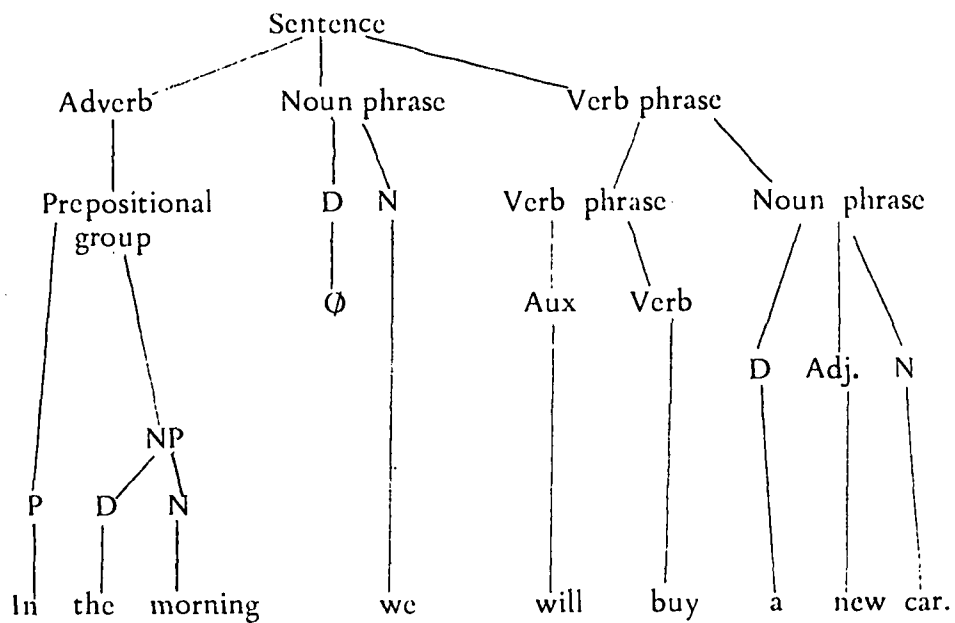 Sentence
Adverb Noun phrase Verb phrase
Prepositional D N Verb phrase Noun phrase
group
Ø Aux Verb
D Adj. N
NP
P D N
In the morning we will buy a new car.